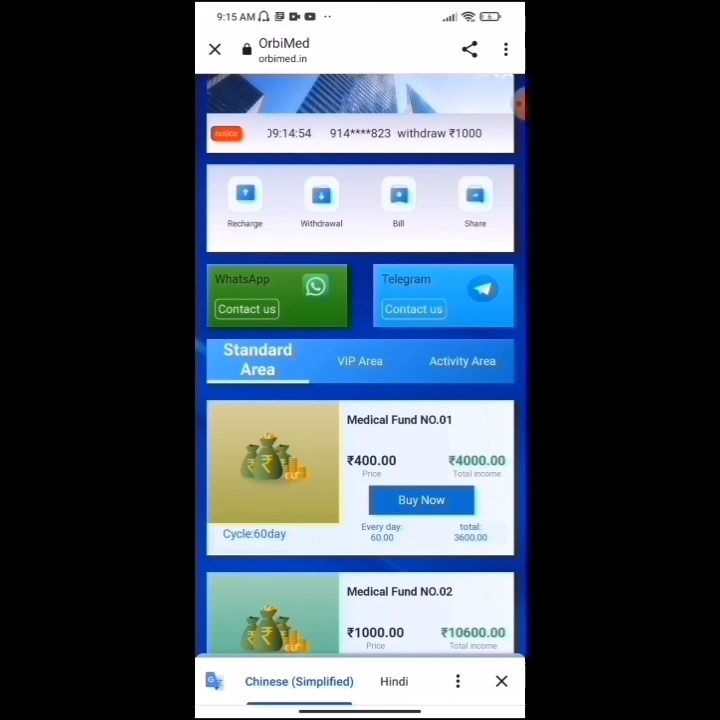 9:15 AM
OrbiMed
orbimed.in
notice 09:14:54 914****823 withdraw ₹1000
Recharge Withdrawal Bill Share
WhatsApp
Contact us
Telegram
Contact us
Standard
Area
VIP Area
Activity Area
Medical Fund NO.01
₹400.00 ₹4000.00
Price Total income
Buy Now
Cycle:60day
Every day:
60.00
total:
3600.00
Medical Fund NO.02
₹1000.00 ₹10600.00
Price Total income
Chinese (Simplified) Hindi